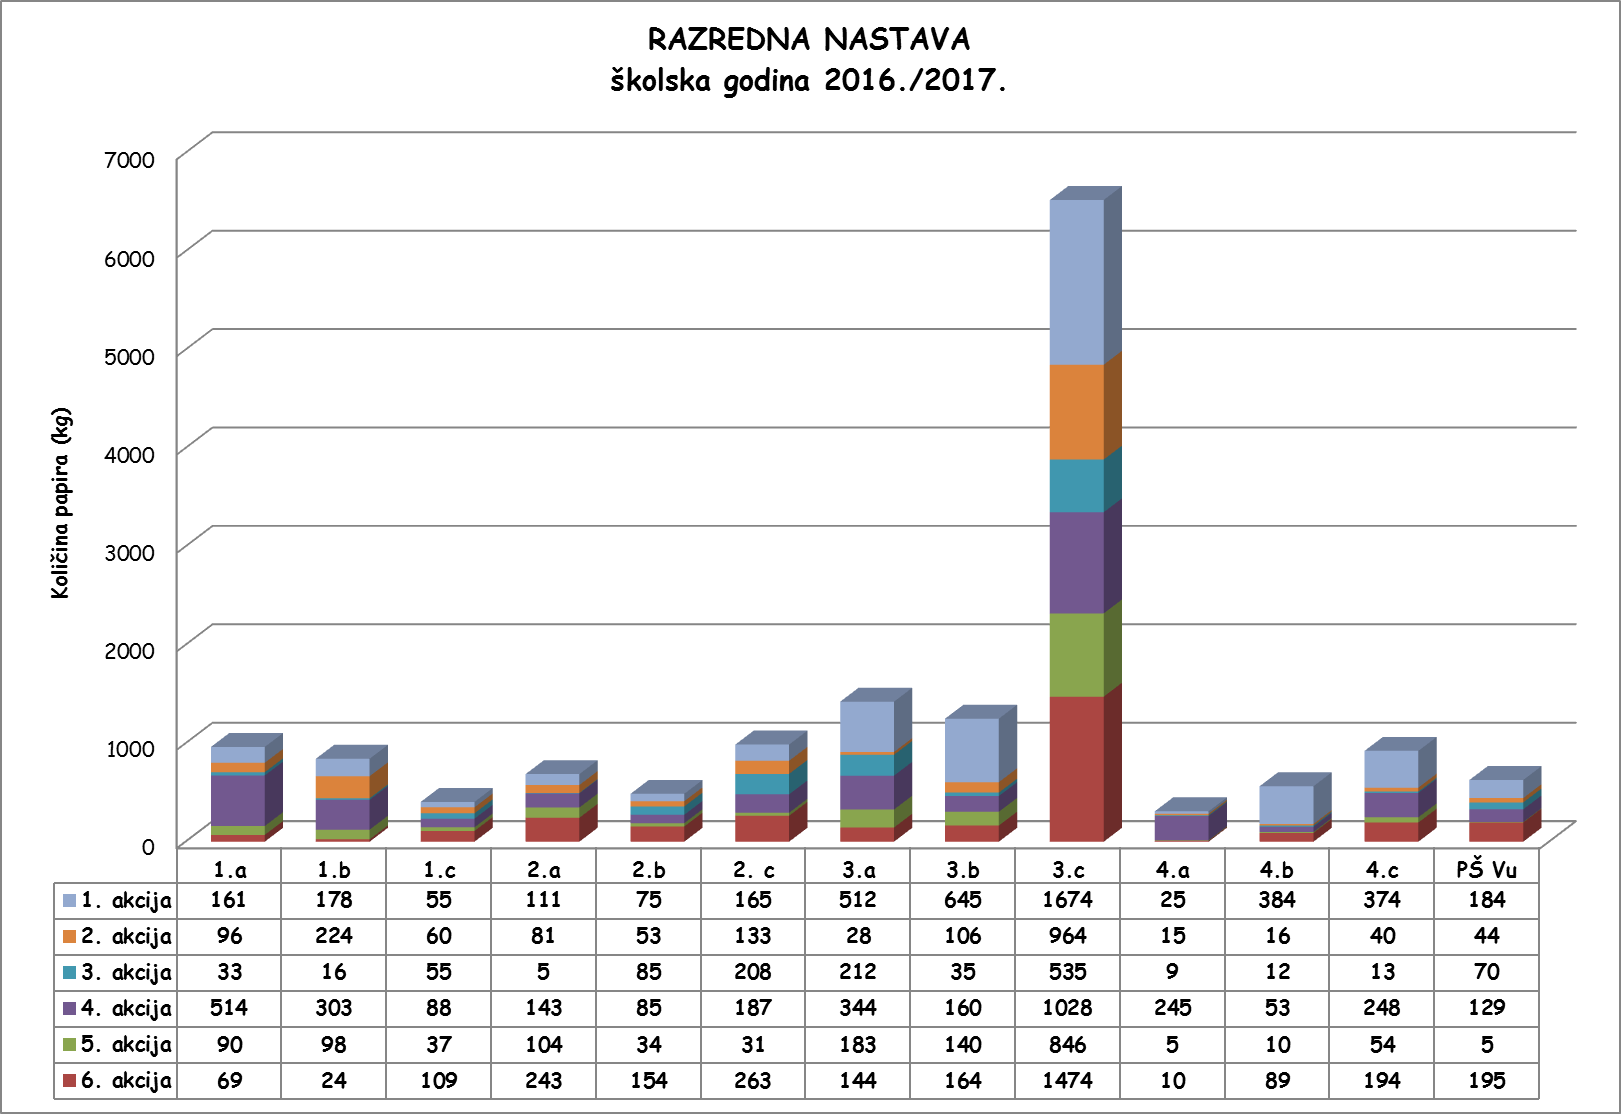 RAZREDNA NASTAVA
školska godina 2016./2017.
7000
6000
5000
4000
3000
2000
1000
0
Količina papira (kg)
1.a 1.b 1.c 2.a 2.b 2. c 3.a 3.b 3.c 4.a 4.b 4.c PŠ Vu
1. akcija 161 178 55 111 75 165 512 645 1674 25 384 374 184
2. akcija 96 224 60 81 53 133 28 106 964 15 16 40 44
3. akcija 33 16 55 5 85 208 212 35 535 9 12 13 70
4. akcija 514 303 88 143 85 187 344 160 1028 245 53 248 129
5. akcija 90 98 37 104 34 31 183 140 846 5 10 54 5
6. akcija 69 24 109 243 154 263 144 164 1474 10 89 194 195